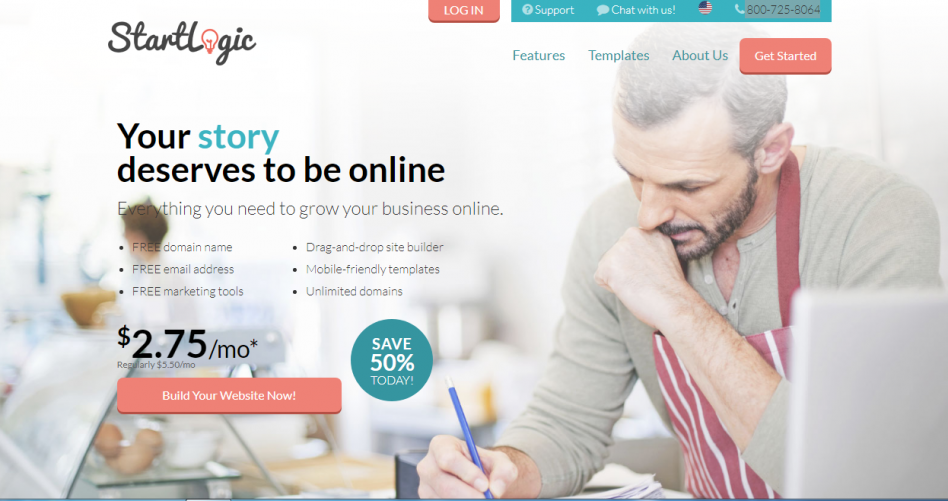 LOG IN
Support
Chat with us!
800-725-8064
StartLogic
Features
Templates
About Us
Get Started
Your story
deserves to be online
Everything you need to grow your business online.
FREE domain name
FREE email address
FREE marketing tools
Drag-and-drop site builder
Mobile-friendly templates
Unlimited domains
$2.75/mo*
Regularly $5.50/mo
SAVE
50%
TODAY!
Build Your Website Now!